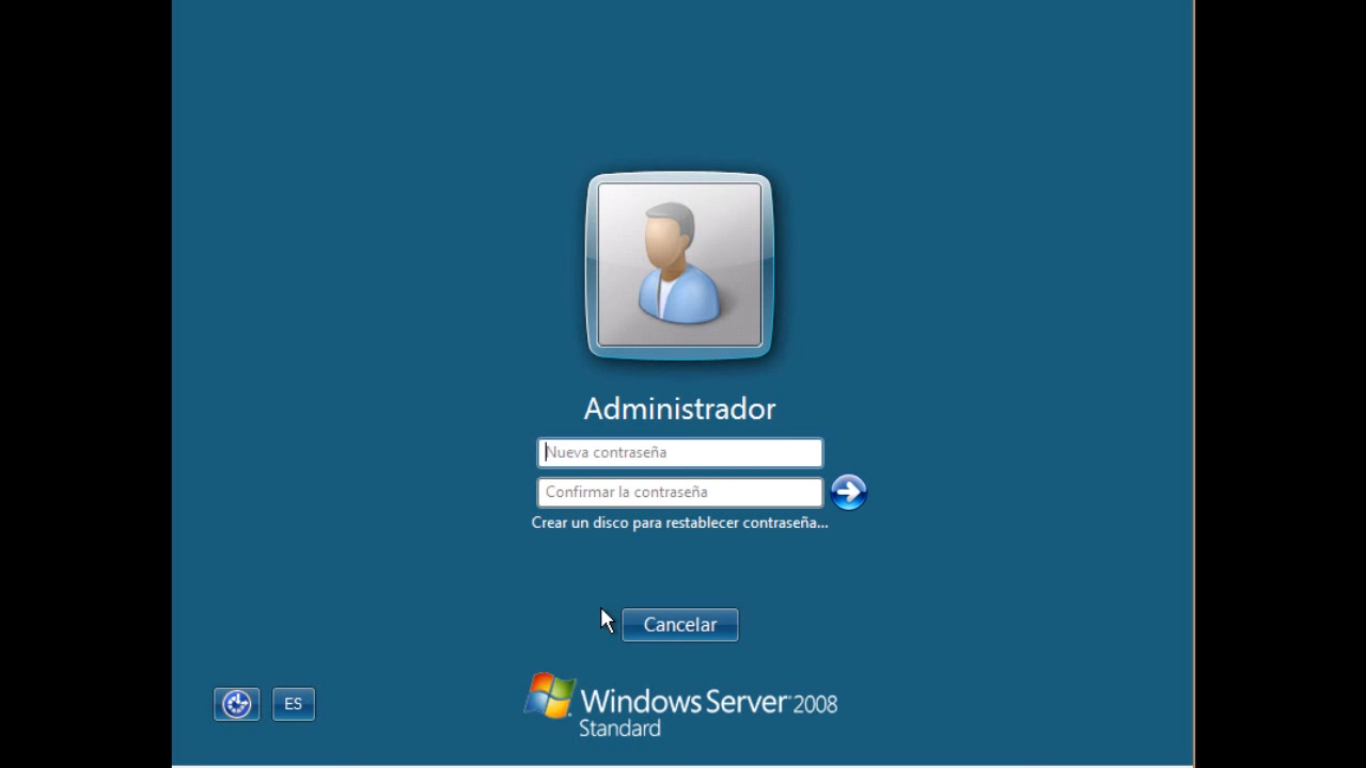 Administrador
Nueva contraseña
Confirmar la contraseña
Crear un disco para restablecer contraseña...
Cancelar
ES
Windows Server 2008
Standard